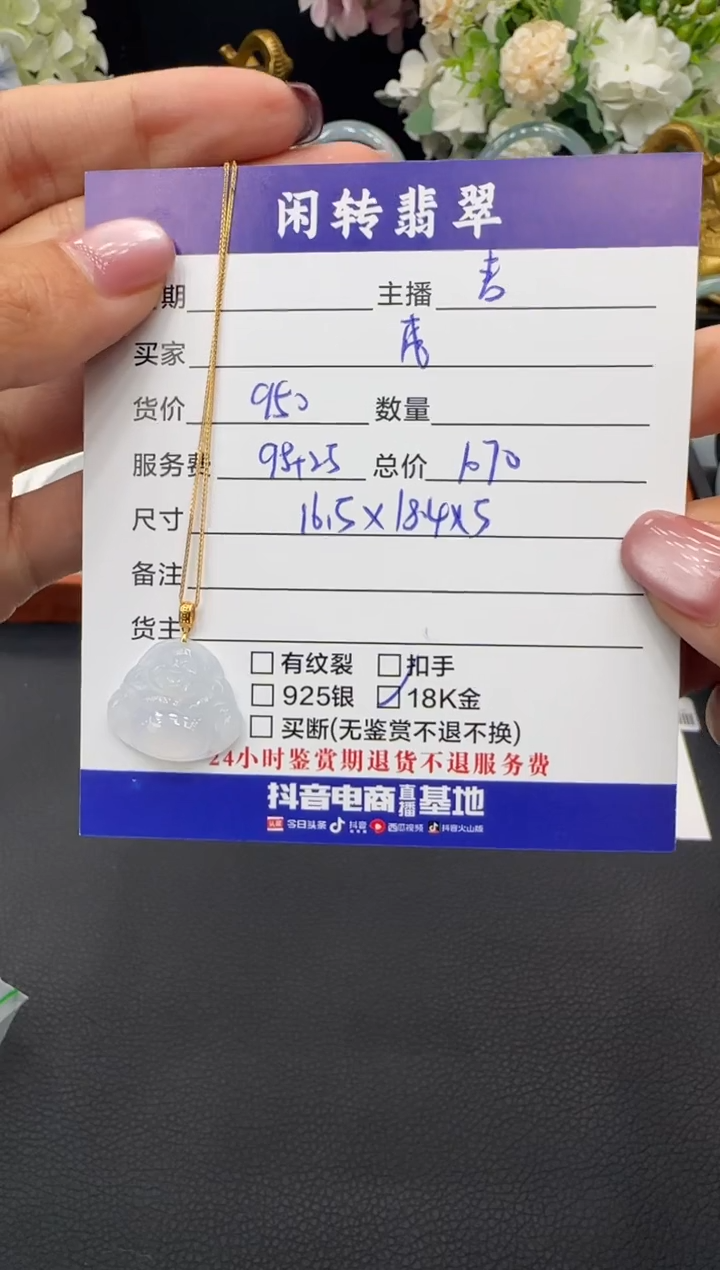 闲转翡翠
期 主播
买家
货价 950 数量
服务费 95+25 总价 1070
尺寸 16.5×18.4×5
备注
货主
□ 有纹裂 □ 扣手
□ 925银 ☑ 18K金
□ 买断(无鉴赏不退不换)
24小时鉴赏期退货不退服务费
抖音电商直播基地
头条 今日头条 抖音 西瓜视频 抖音火山版